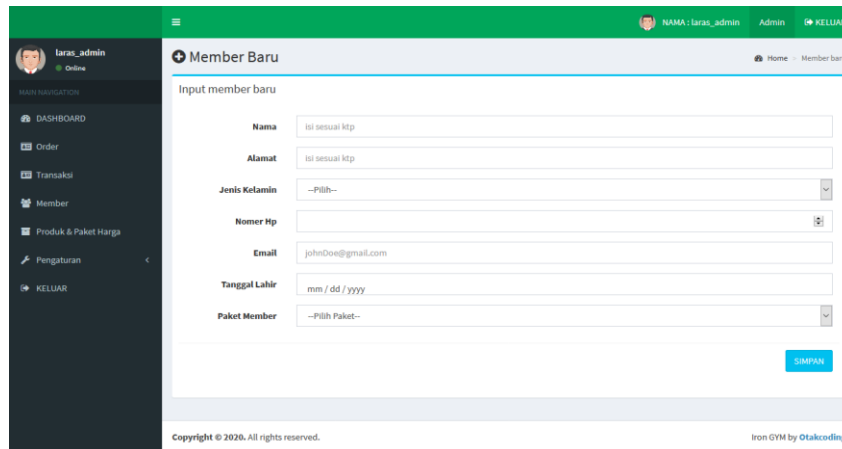 NAMA : laras_admin Admin KELUAR
laras_admin
Online
MAIN NAVIGATION
DASHBOARD
Order
Transaksi
Member
Produk & Paket Harga
Pengaturan
KELUAR
Member Baru
Home > Member bar
Input member baru
Nama isi sesuai ktp
Alamat isi sesuai ktp
Jenis Kelamin --Pilih--
Nomer Hp
Email johnDoe@gmail.com
Tanggal Lahir mm / dd / yyyy
Paket Member --Pilih Paket--
SIMPAN
Copyright © 2020. All rights reserved. Iron GYM by Otakcoding